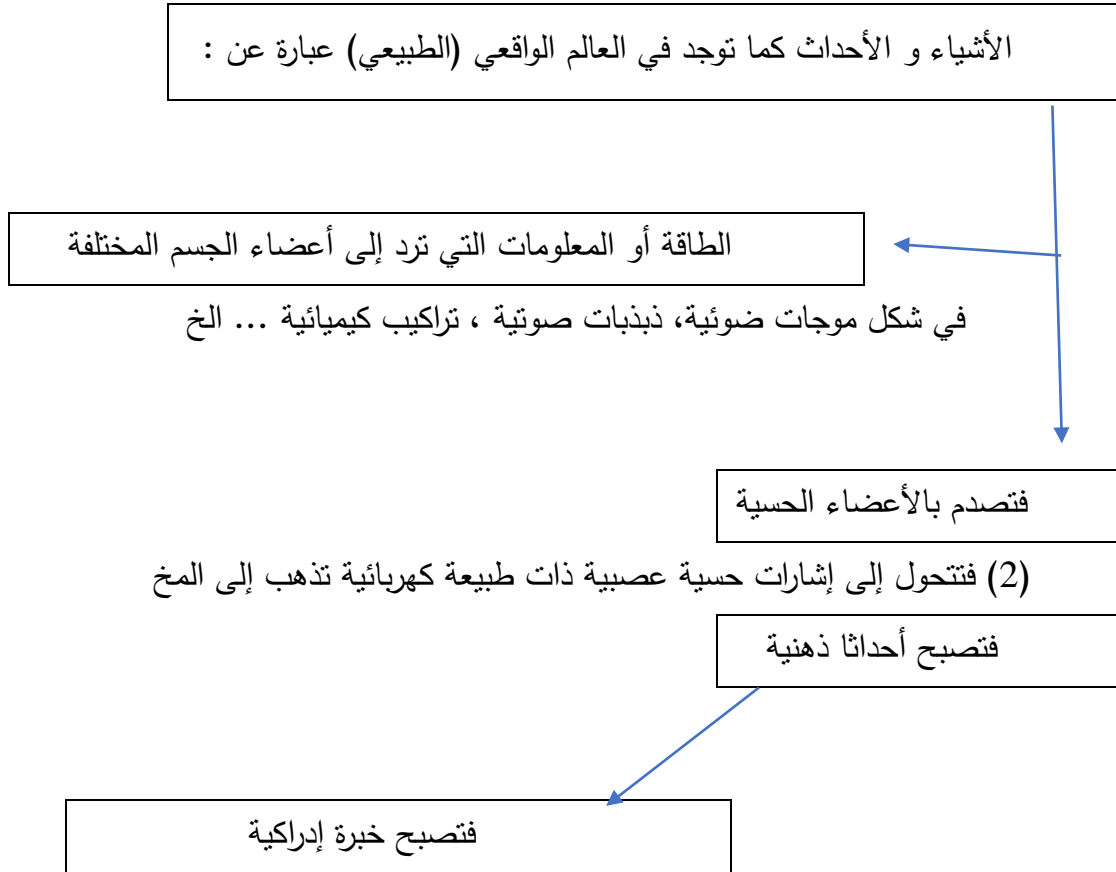 الأشياء و الأحداث كما توجد في العالم الواقعي (الطبيعي) عبارة عن :
الطاقة أو المعلومات التي ترد إلى أعضاء الجسم المختلفة
في شكل موجات ضوئية، ذبذبات صوتية ، تراكيب كيميائية ... الخ
فتصدم بالأعضاء الحسية
(2) فتتحول إلى إشارات حسية عصبية ذات طبيعة كهربائية تذهب إلى المخ
فتصبح أحداثا ذهنية
فتصبح خبرة إدراكية